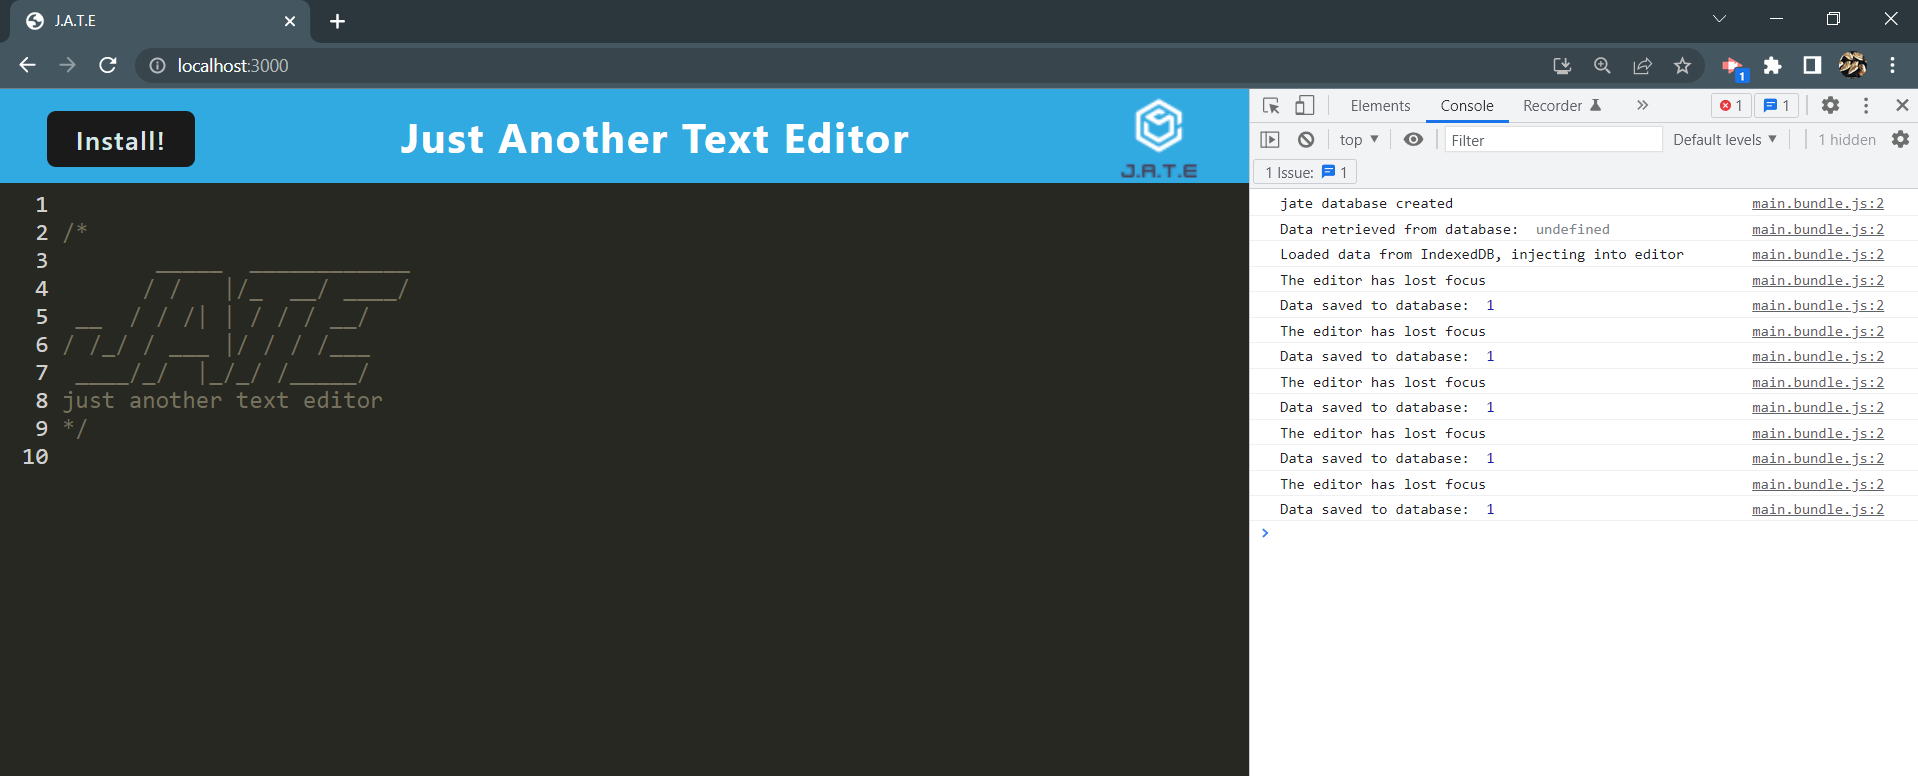 J.A.T.E
localhost:3000
1
Install!
Just Another Text Editor
J.A.T.E
1
2 /*
3        _____  ____________
4       / /   |/_  __/ ____/
5  __  / / /| | / / / __/
6 / /_/ / ___ |/ / / /___
7  ____/_/  |_/_/ /_____/
8 just another text editor
9 */
10
Elements Console Recorder 1 1
top Filter Default levels 1 hidden
1 Issue: 1
jate database created main.bundle.js:2
Data retrieved from database: undefined main.bundle.js:2
Loaded data from IndexedDB, injecting into editor main.bundle.js:2
The editor has lost focus main.bundle.js:2
Data saved to database: 1 main.bundle.js:2
The editor has lost focus main.bundle.js:2
Data saved to database: 1 main.bundle.js:2
The editor has lost focus main.bundle.js:2
Data saved to database: 1 main.bundle.js:2
The editor has lost focus main.bundle.js:2
Data saved to database: 1 main.bundle.js:2
The editor has lost focus main.bundle.js:2
Data saved to database: 1 main.bundle.js:2